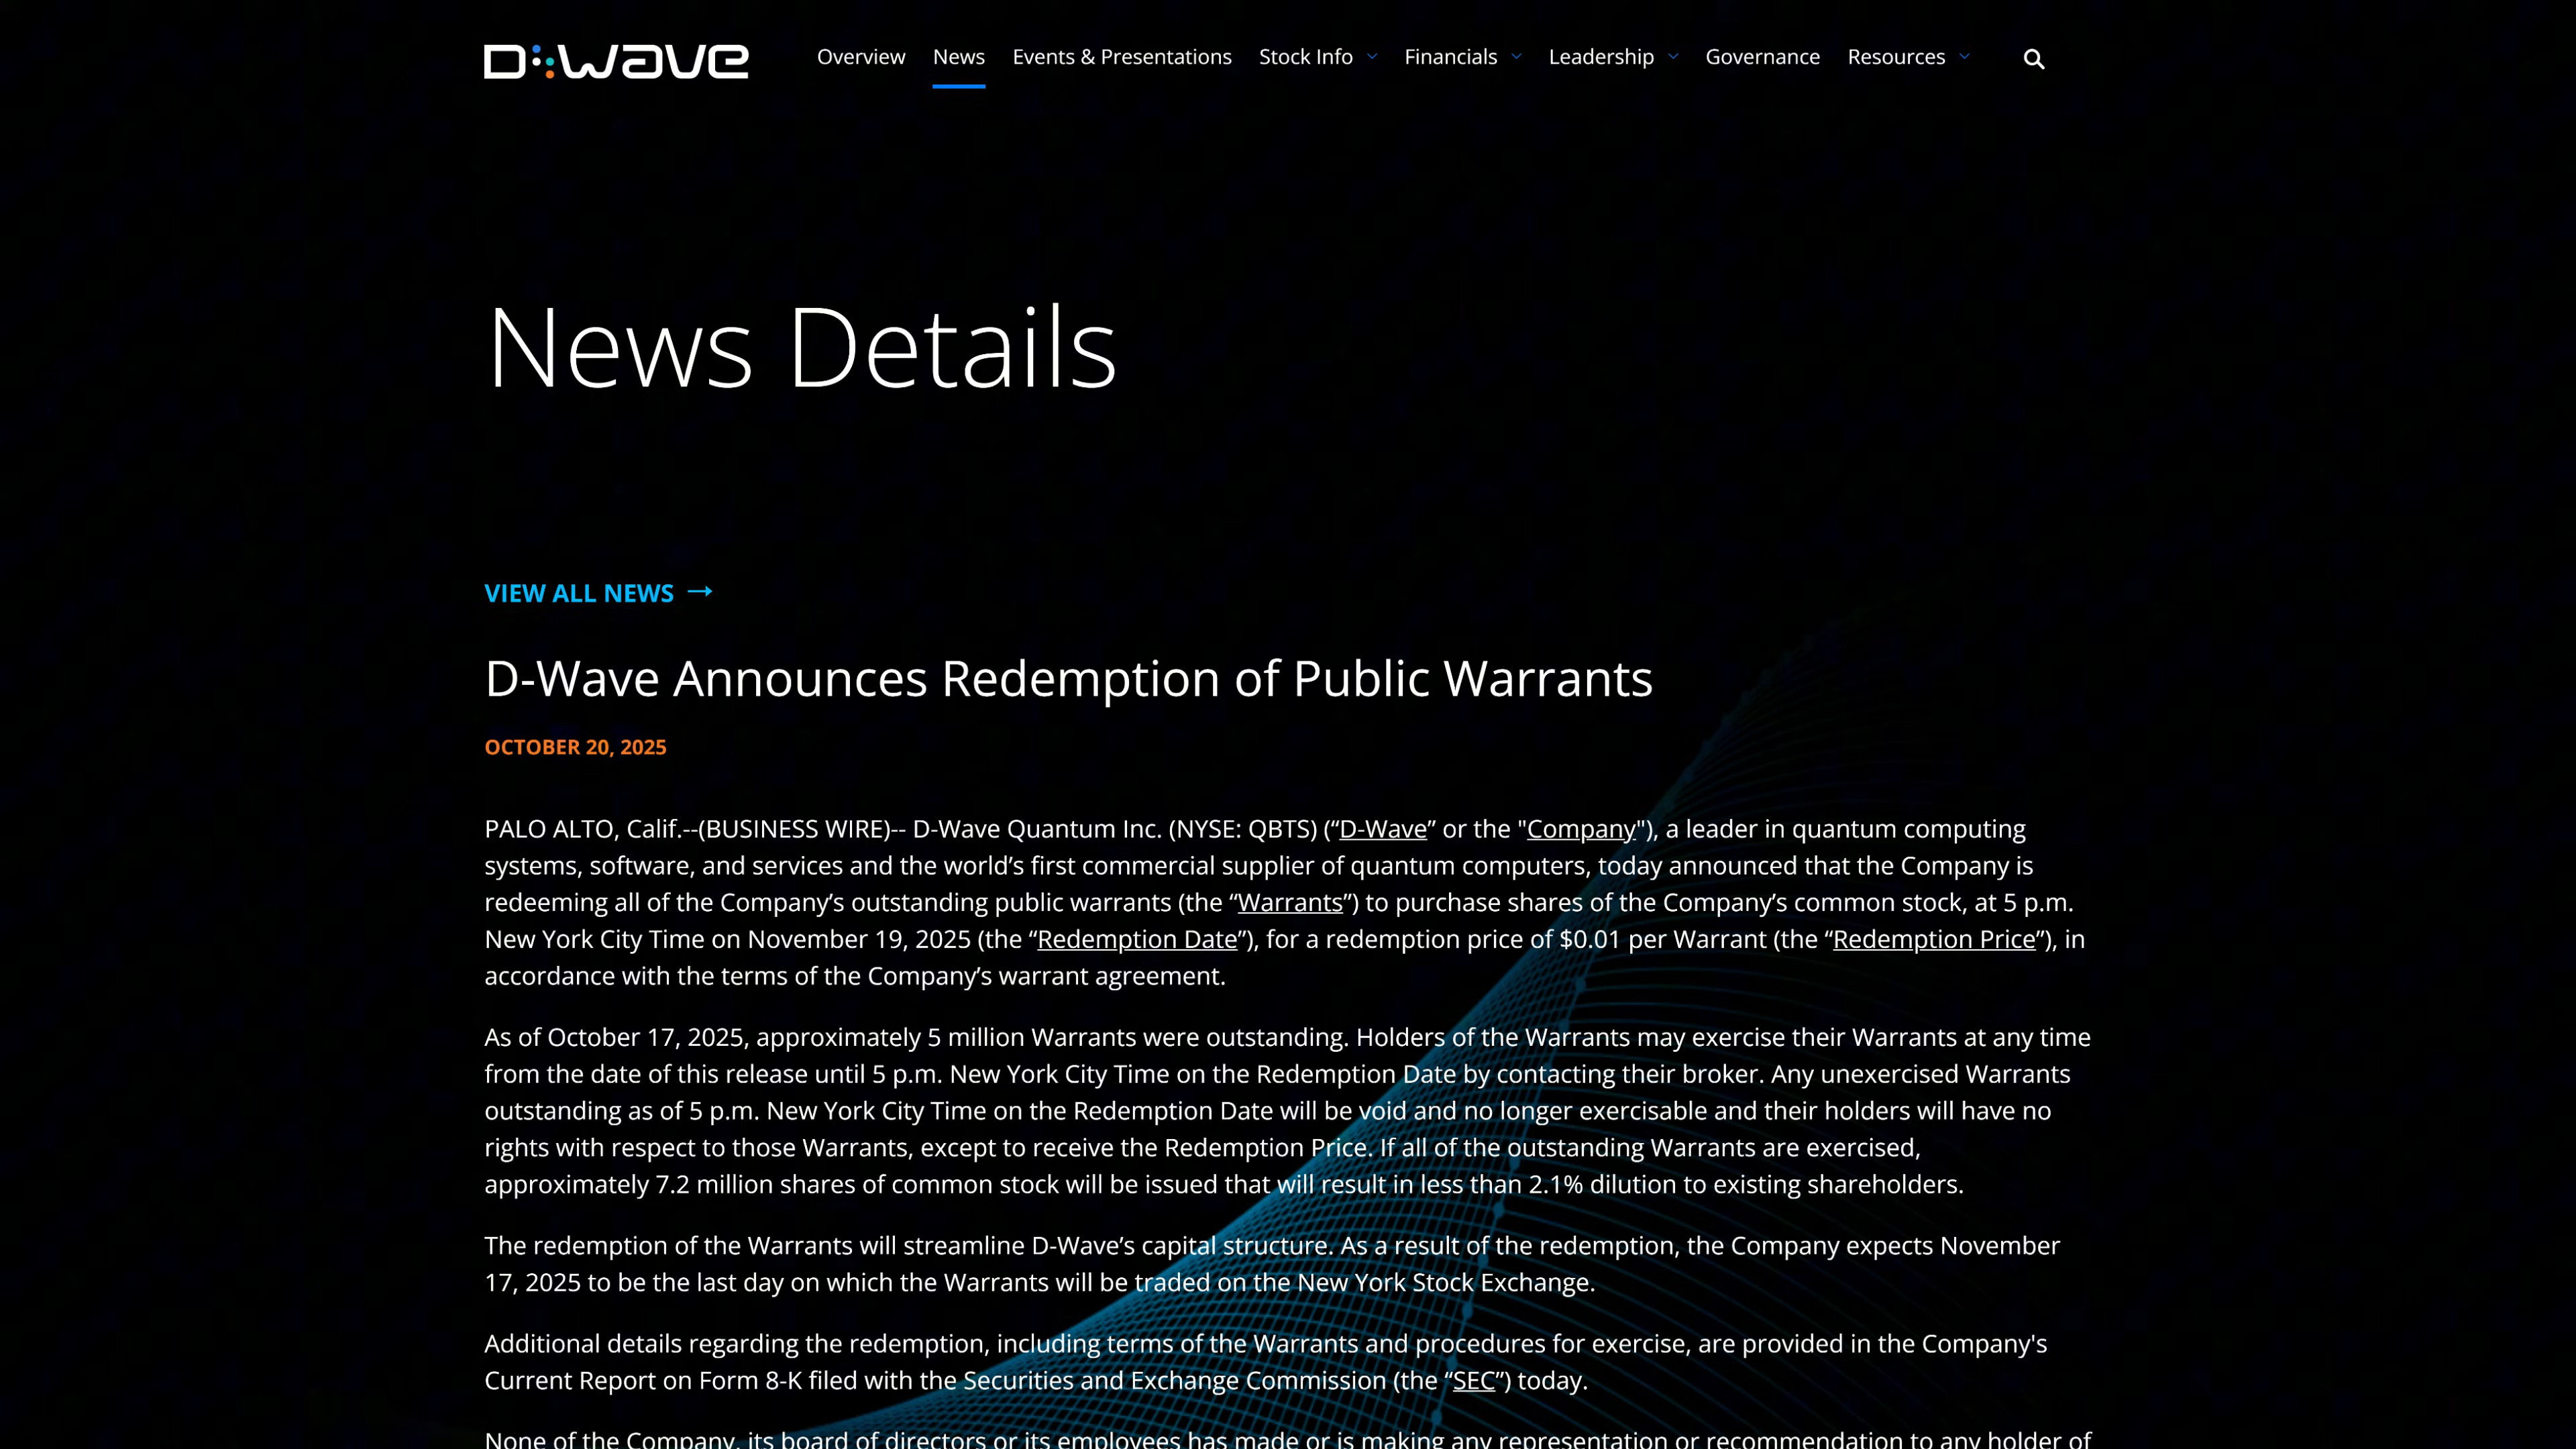 D:Wave
Overview
News
Events & Presentations
Stock Info
Financials
Leadership
Governance
Resources
News Details
VIEW ALL NEWS →
D-Wave Announces Redemption of Public Warrants
OCTOBER 20, 2025
PALO ALTO, Calif.--(BUSINESS WIRE)-- D-Wave Quantum Inc. (NYSE: QBTS) (“D-Wave” or the "Company"), a leader in quantum computing
systems, software, and services and the world’s first commercial supplier of quantum computers, today announced that the Company is
redeeming all of the Company’s outstanding public warrants (the “Warrants”) to purchase shares of the Company’s common stock, at 5 p.m.
New York City Time on November 19, 2025 (the “Redemption Date”), for a redemption price of $0.01 per Warrant (the “Redemption Price”), in
accordance with the terms of the Company’s warrant agreement.
As of October 17, 2025, approximately 5 million Warrants were outstanding. Holders of the Warrants may exercise their Warrants at any time
from the date of this release until 5 p.m. New York City Time on the Redemption Date by contacting their broker. Any unexercised Warrants
outstanding as of 5 p.m. New York City Time on the Redemption Date will be void and no longer exercisable and their holders will have no
rights with respect to those Warrants, except to receive the Redemption Price. If all of the outstanding Warrants are exercised,
approximately 7.2 million shares of common stock will be issued that will result in less than 2.1% dilution to existing shareholders.
The redemption of the Warrants will streamline D-Wave’s capital structure. As a result of the redemption, the Company expects November
17, 2025 to be the last day on which the Warrants will be traded on the New York Stock Exchange.
Additional details regarding the redemption, including terms of the Warrants and procedures for exercise, are provided in the Company's
Current Report on Form 8-K filed with the Securities and Exchange Commission (the “SEC”) today.
None of the Company, its board of directors or its employees has made or is making any representation or recommendation to any holder of